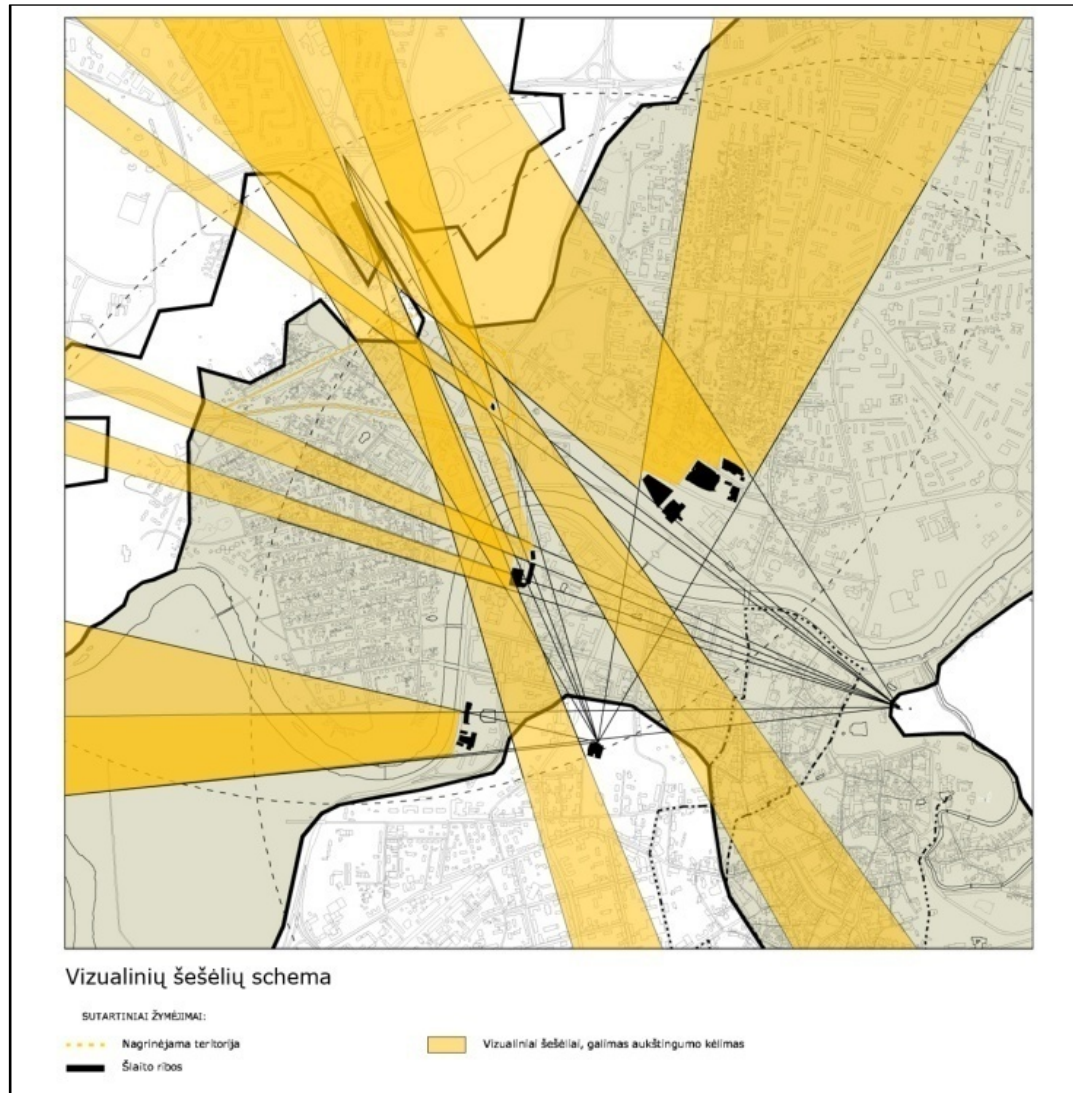 Vizualinių šešėlių schema
SUTARTINIAI ŽYMĖJIMAI:
Nagrinėjama teritorija
Šlaito ribos
Vizualiniai šešėliai, galimas aukštingumo kėlimas